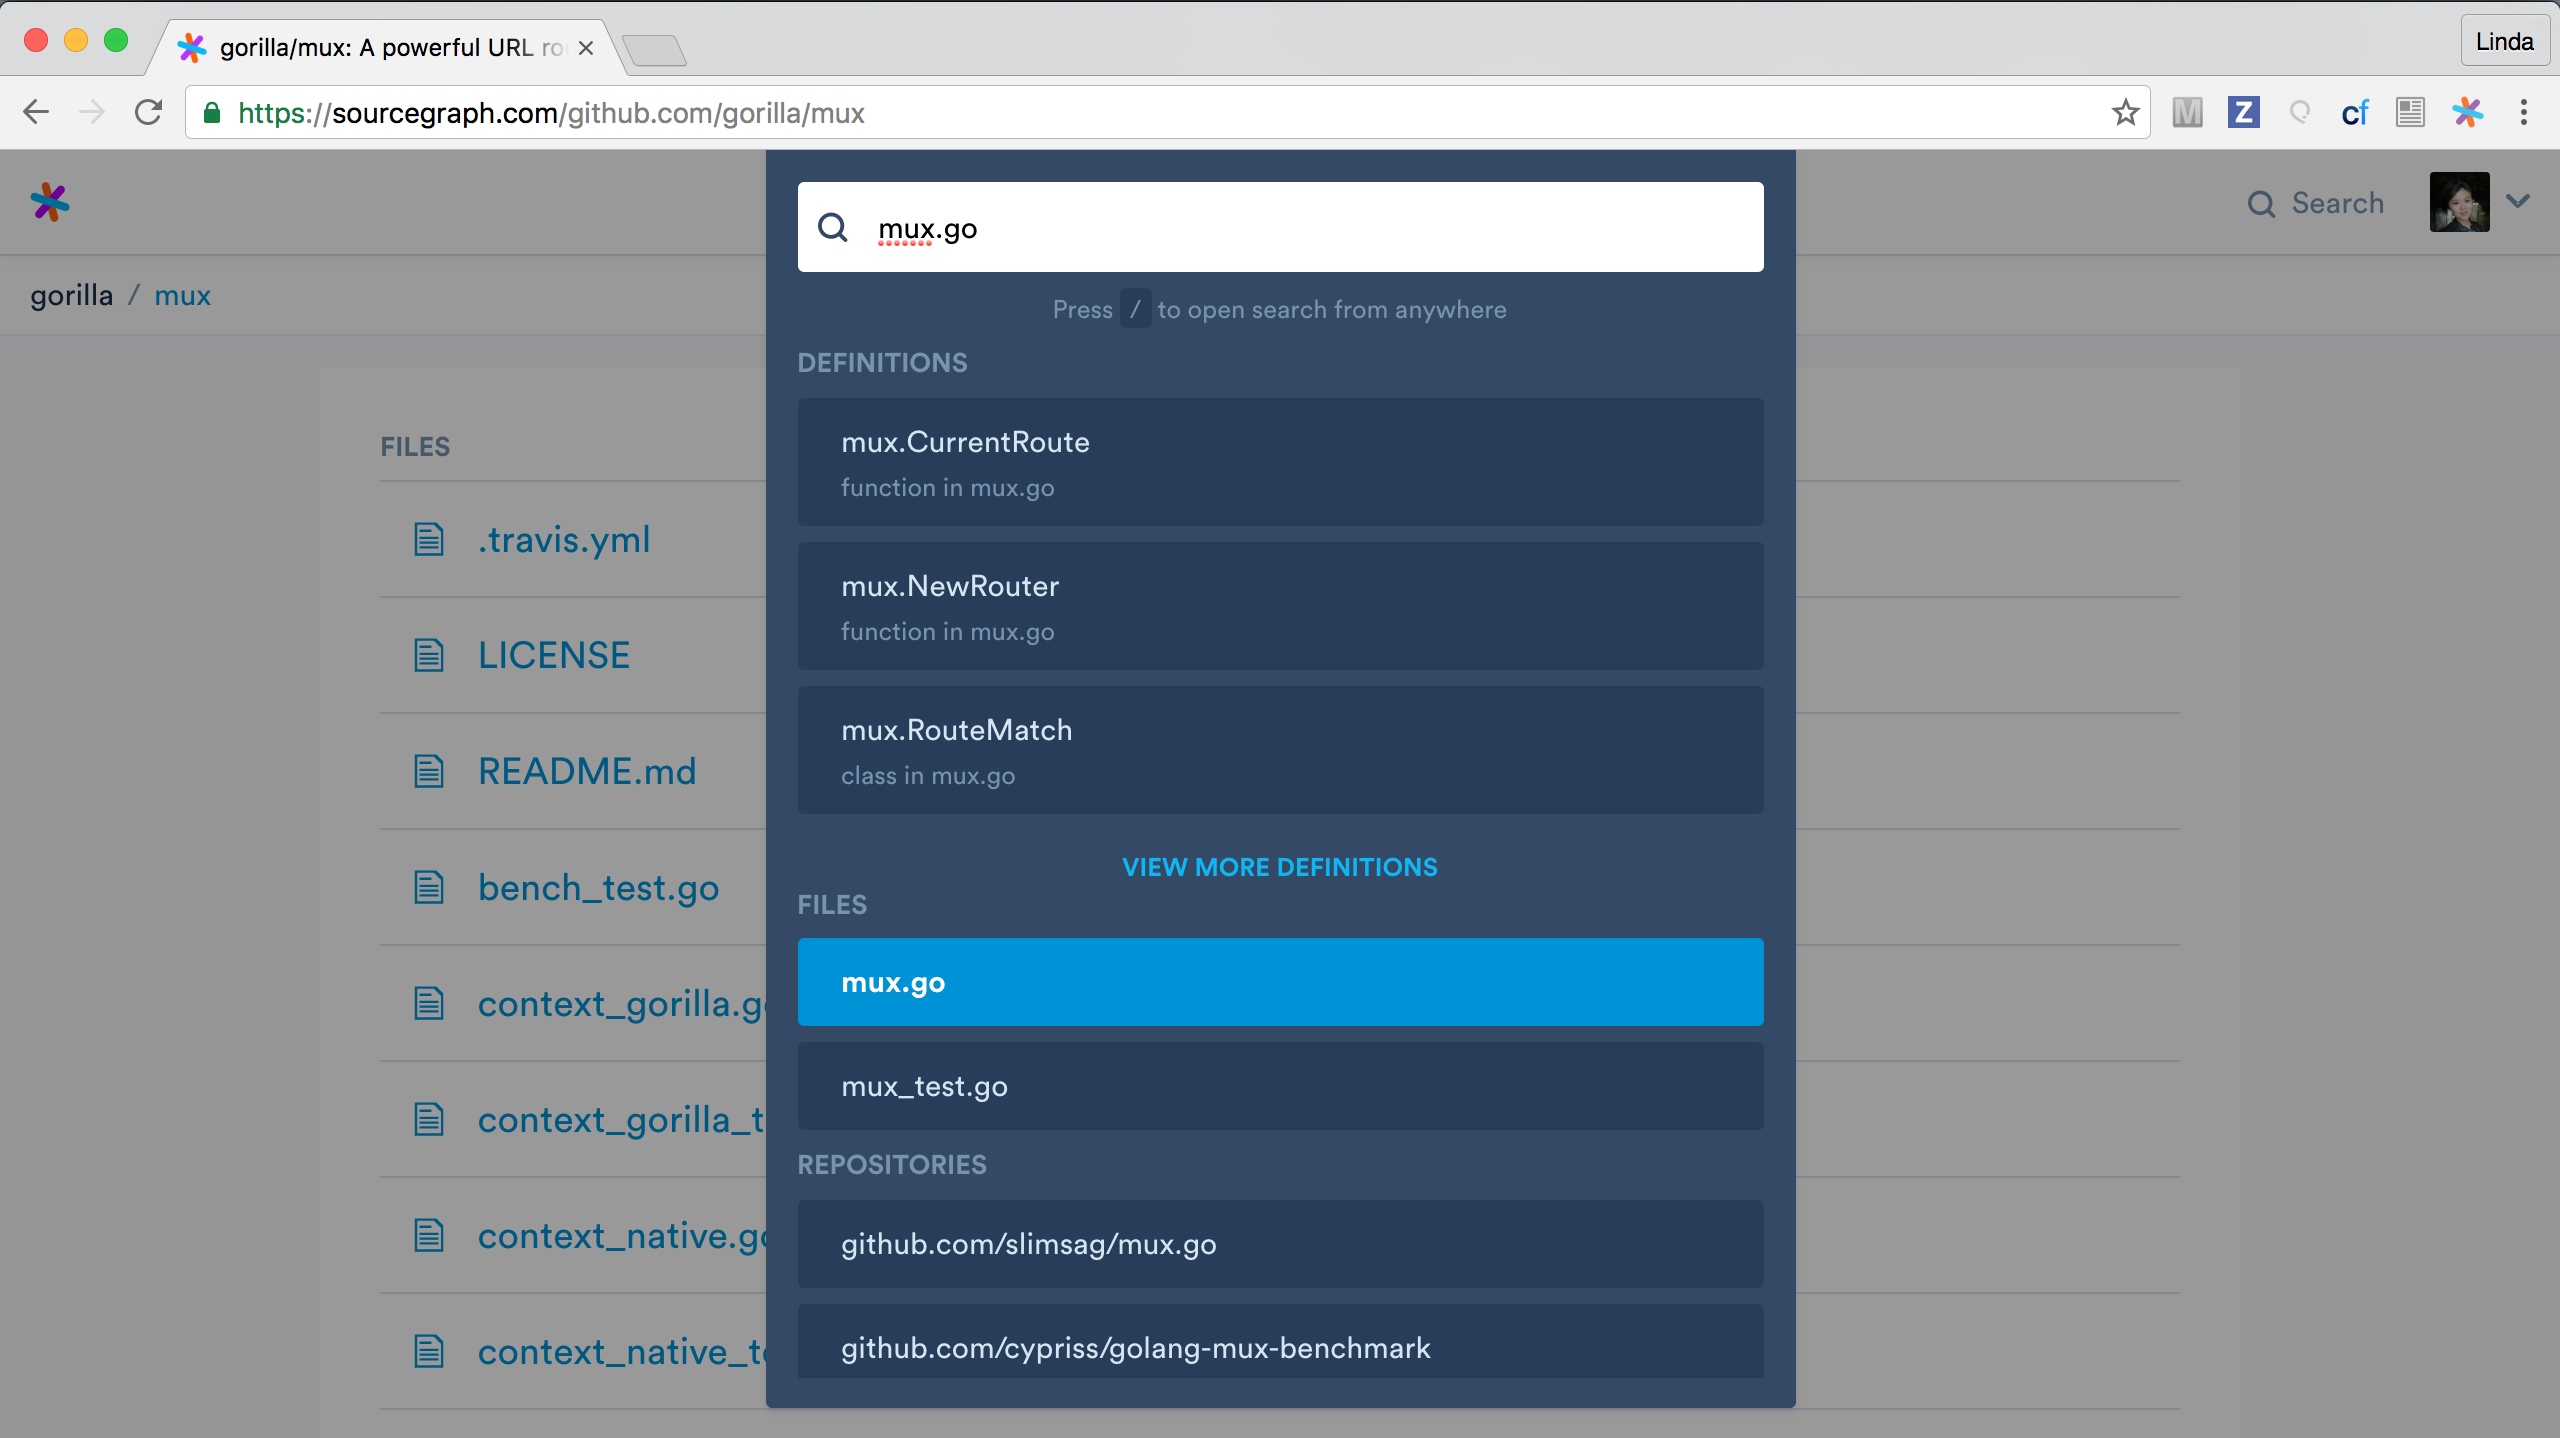 gorilla/mux: A powerful URL ro
Linda
https://sourcegraph.com/github.com/gorilla/mux
M
Z
cf
mux.go
Search
Press / to open search from anywhere
gorilla / mux
DEFINITIONS
mux.CurrentRoute
function in mux.go
mux.NewRouter
function in mux.go
mux.RouteMatch
class in mux.go
VIEW MORE DEFINITIONS
FILES
mux.go
mux_test.go
REPOSITORIES
github.com/slimsag/mux.go
github.com/cypriss/golang-mux-benchmark
FILES
.travis.yml
LICENSE
README.md
bench_test.go
context_gorilla.g
context_gorilla_t
context_native.g
context_native_t